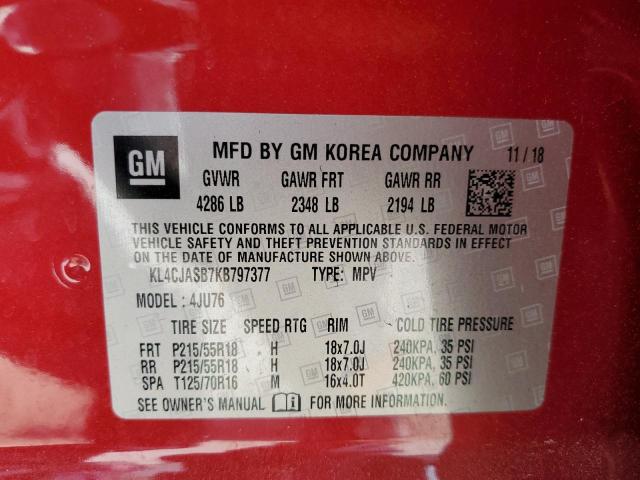 GM MFD BY GM KOREA COMPANY 11/18
GVWR GAWR FRT GAWR RR
4286 LB 2348 LB 2194 LB
THIS VEHICLE CONFORMS TO ALL APPLICABLE U.S. FEDERAL MOTOR
VEHICLE SAFETY AND THEFT PREVENTION STANDARDS IN EFFECT
ON THE DATE OF MANUFACTURE SHOWN ABOVE.
KL4CJASB7KB797377 TYPE: MPV
MODEL : 4JU76
TIRE SIZE SPEED RTG RIM COLD TIRE PRESSURE
FRT P215/55R18 H 18x7.0J 240KPA, 35 PSI
RR P215/55R18 H 18x7.0J 240KPA, 35 PSI
SPA T125/70R16 M 16x4.0T 420KPA, 60 PSI
SEE OWNER'S MANUAL FOR MORE INFORMATION.